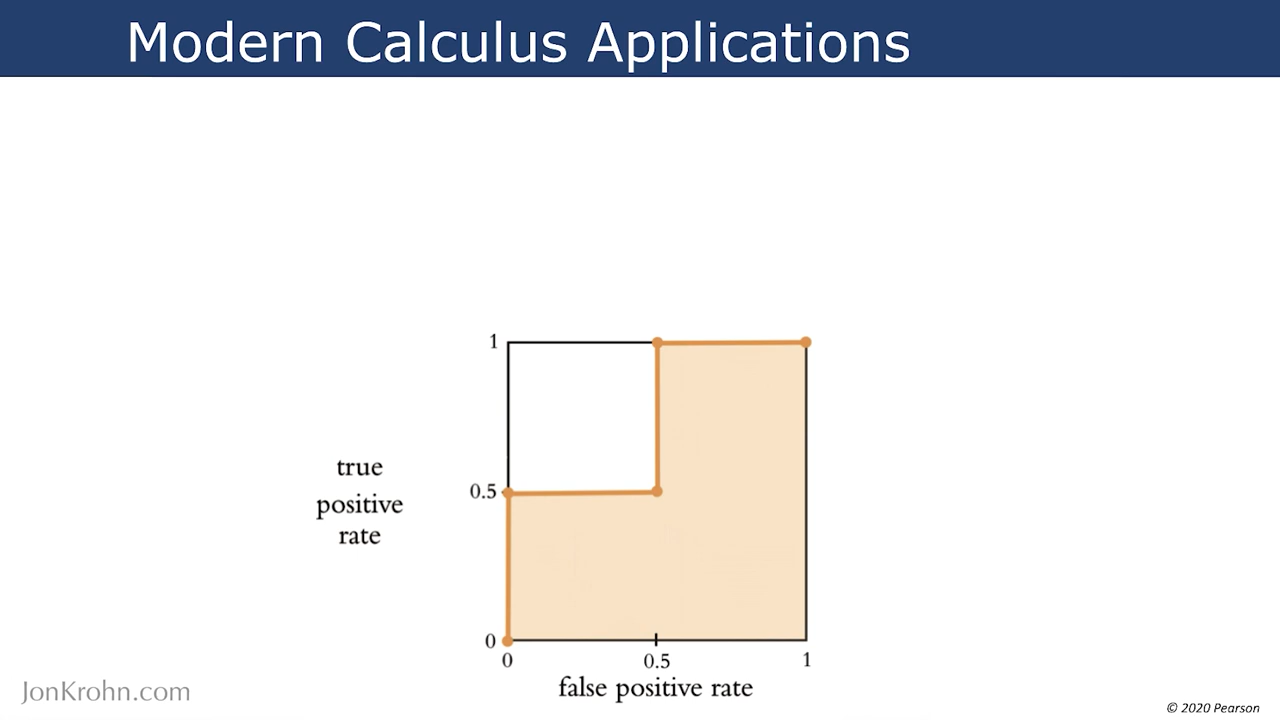 Modern Calculus Applications
1
true
positive
rate
0.5
0
0
0.5
1
false positive rate
JonKrohn.com
© 2020 Pearson